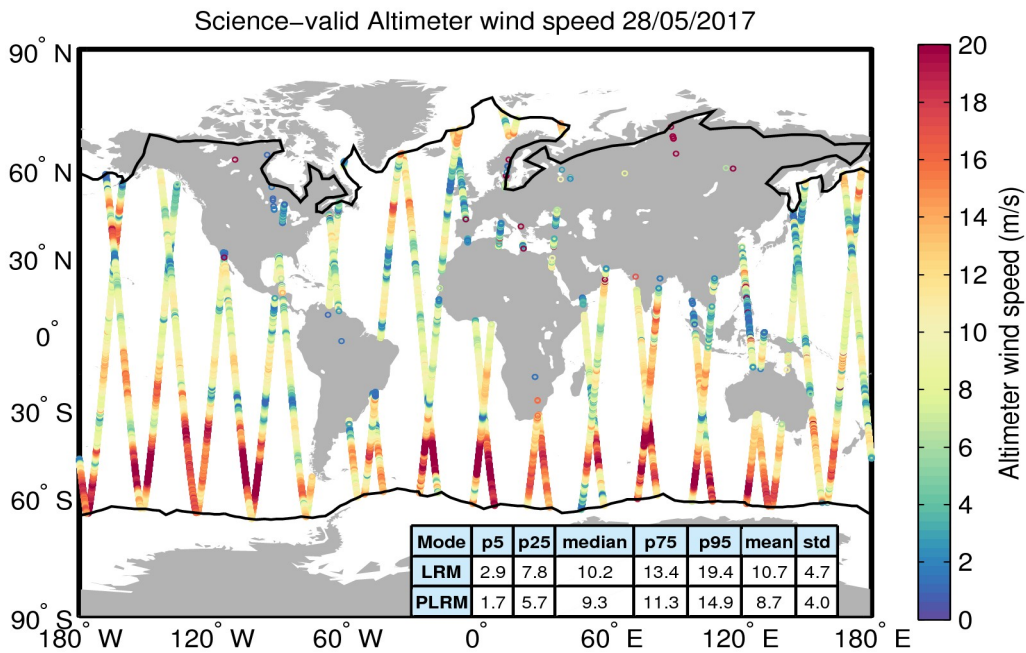 Science−valid Altimeter wind speed 28/05/2017
90° N
60° N
30° N
0°
30° S
60° S
90° S
180° W
120° W
60° W
0°
60° E
120° E
180° E
Mode p5 p25 median p75 p95 mean std
LRM 2.9 7.8 10.2 13.4 19.4 10.7 4.7
PLRM 1.7 5.7 9.3 11.3 14.9 8.7 4.0
20
18
16
14
12
10
8
6
4
2
0
Altimeter wind speed (m/s)